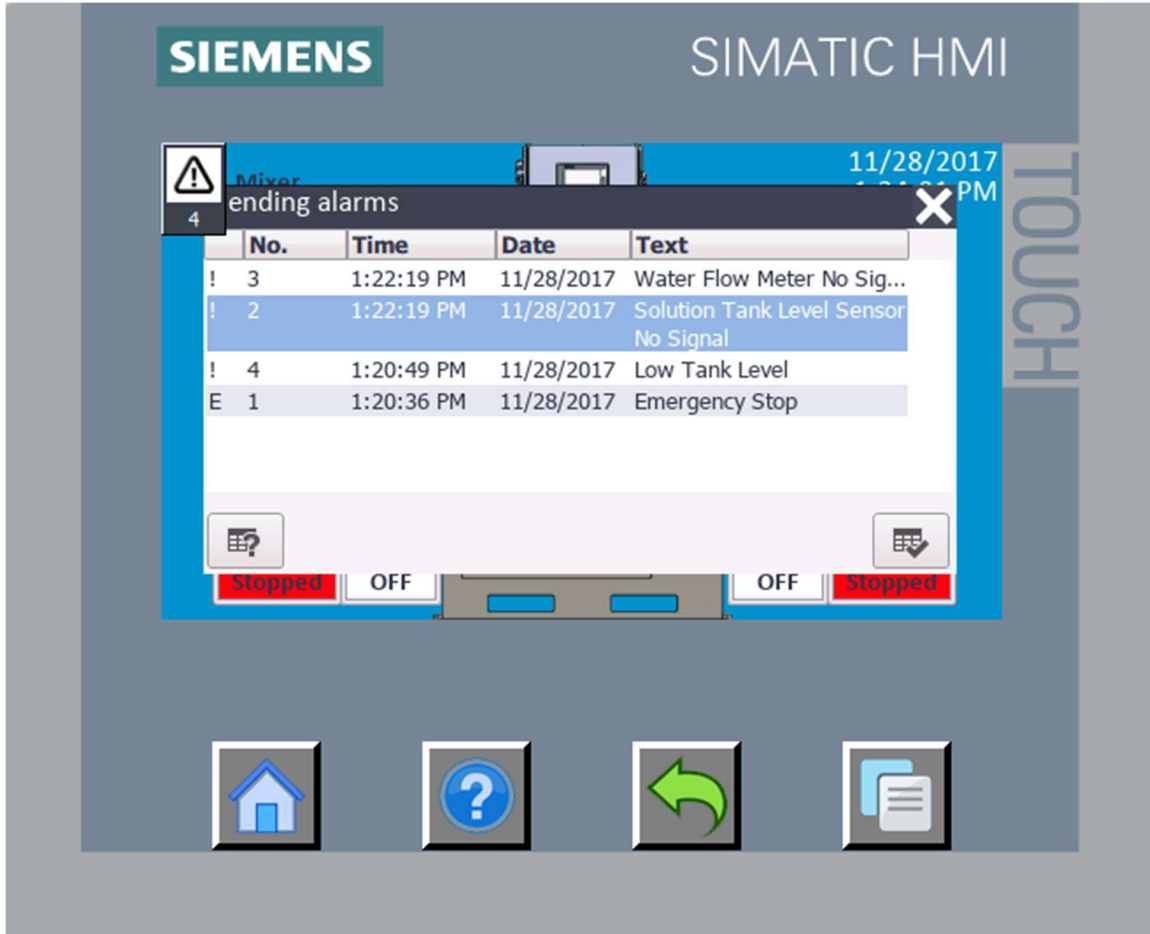 SIEMENS
SIMATIC HMI
TOUCH
11/28/2017
Mixer
PM
4
ending alarms
No. Time Date Text
! 3 1:22:19 PM 11/28/2017 Water Flow Meter No Sig...
! 2 1:22:19 PM 11/28/2017 Solution Tank Level Sensor
No Signal
! 4 1:20:49 PM 11/28/2017 Low Tank Level
E 1 1:20:36 PM 11/28/2017 Emergency Stop
?
Stopped OFF OFF Stopped
?